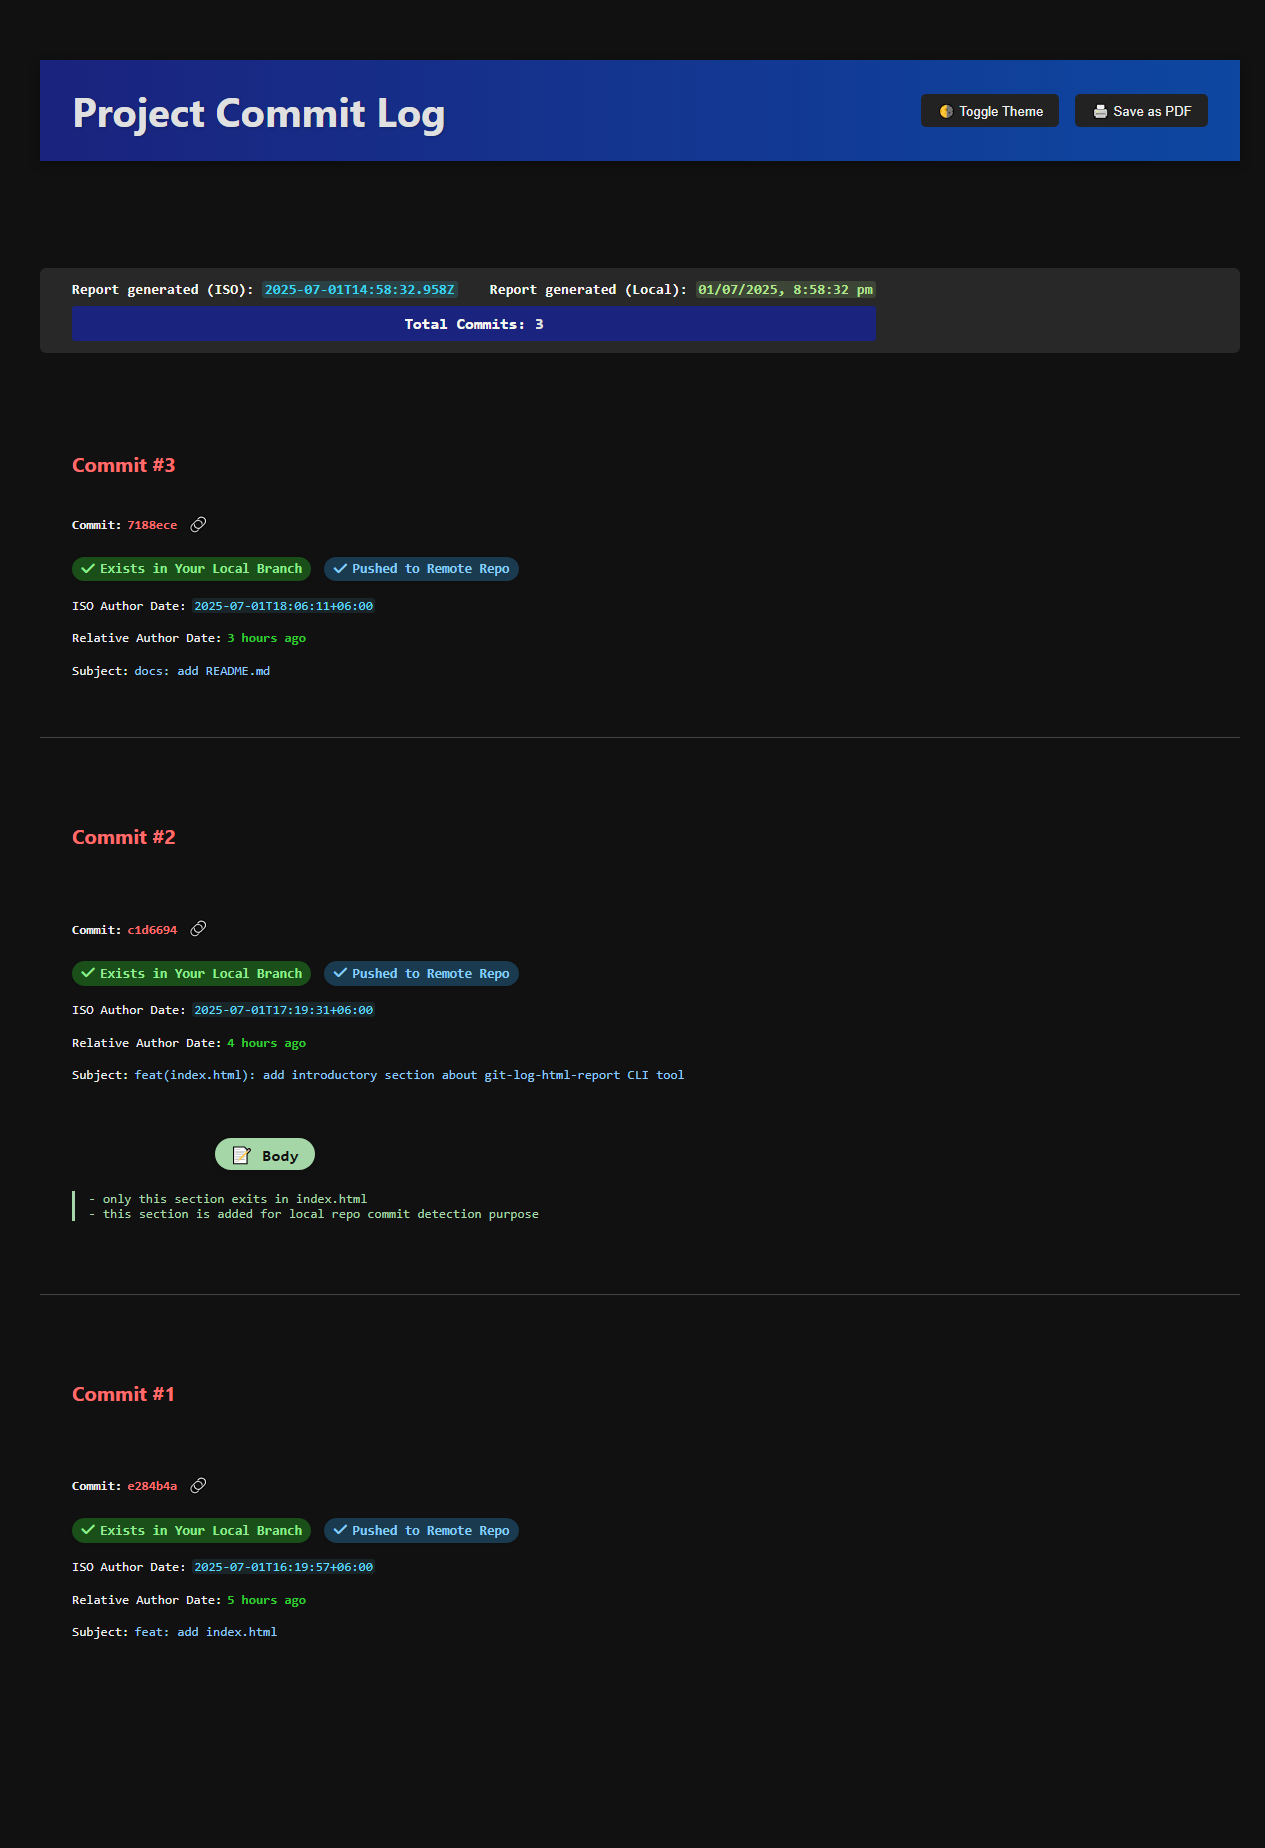 Project Commit Log
Toggle Theme
Save as PDF
Report generated (ISO): 2025-07-01T14:58:32.958Z Report generated (Local): 01/07/2025, 8:58:32 pm
Total Commits: 3
Commit #3
Commit: 7188ece
Exists in Your Local Branch Pushed to Remote Repo
ISO Author Date: 2025-07-01T18:06:11+06:00
Relative Author Date: 3 hours ago
Subject: docs: add README.md
Commit #2
Commit: c1d6694
Exists in Your Local Branch Pushed to Remote Repo
ISO Author Date: 2025-07-01T17:19:31+06:00
Relative Author Date: 4 hours ago
Subject: feat(index.html): add introductory section about git-log-html-report CLI tool
Body
- only this section exits in index.html
- this section is added for local repo commit detection purpose
Commit #1
Commit: e284b4a
Exists in Your Local Branch Pushed to Remote Repo
ISO Author Date: 2025-07-01T16:19:57+06:00
Relative Author Date: 5 hours ago
Subject: feat: add index.html